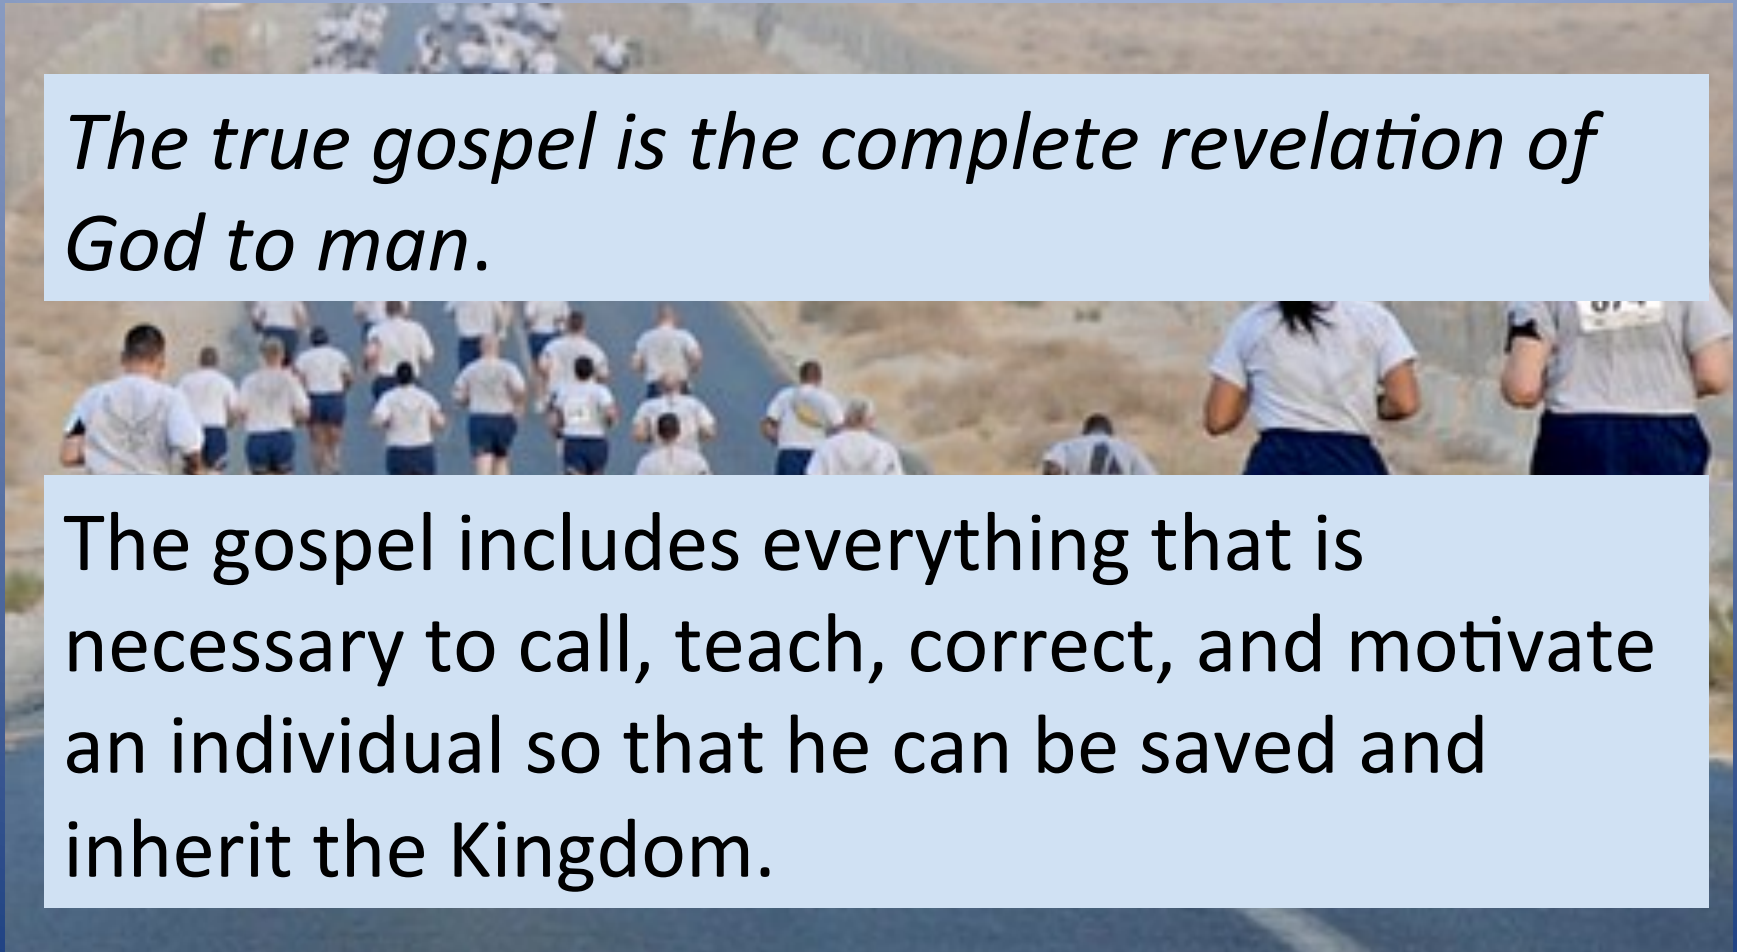 The true gospel is the complete revelation of
God to man.
The gospel includes everything that is
necessary to call, teach, correct, and motivate
an individual so that he can be saved and
inherit the Kingdom.